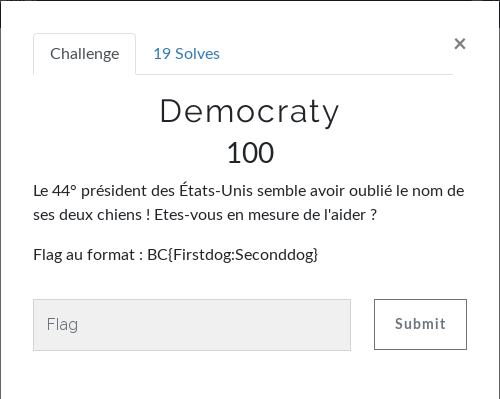 Challenge
19 Solves
×
Democraty
100
Le 44° président des États-Unis semble avoir oublié le nom de
ses deux chiens ! Etes-vous en mesure de l'aider ?
Flag au format : BC{Firstdog:Seconddog}
Flag
Submit